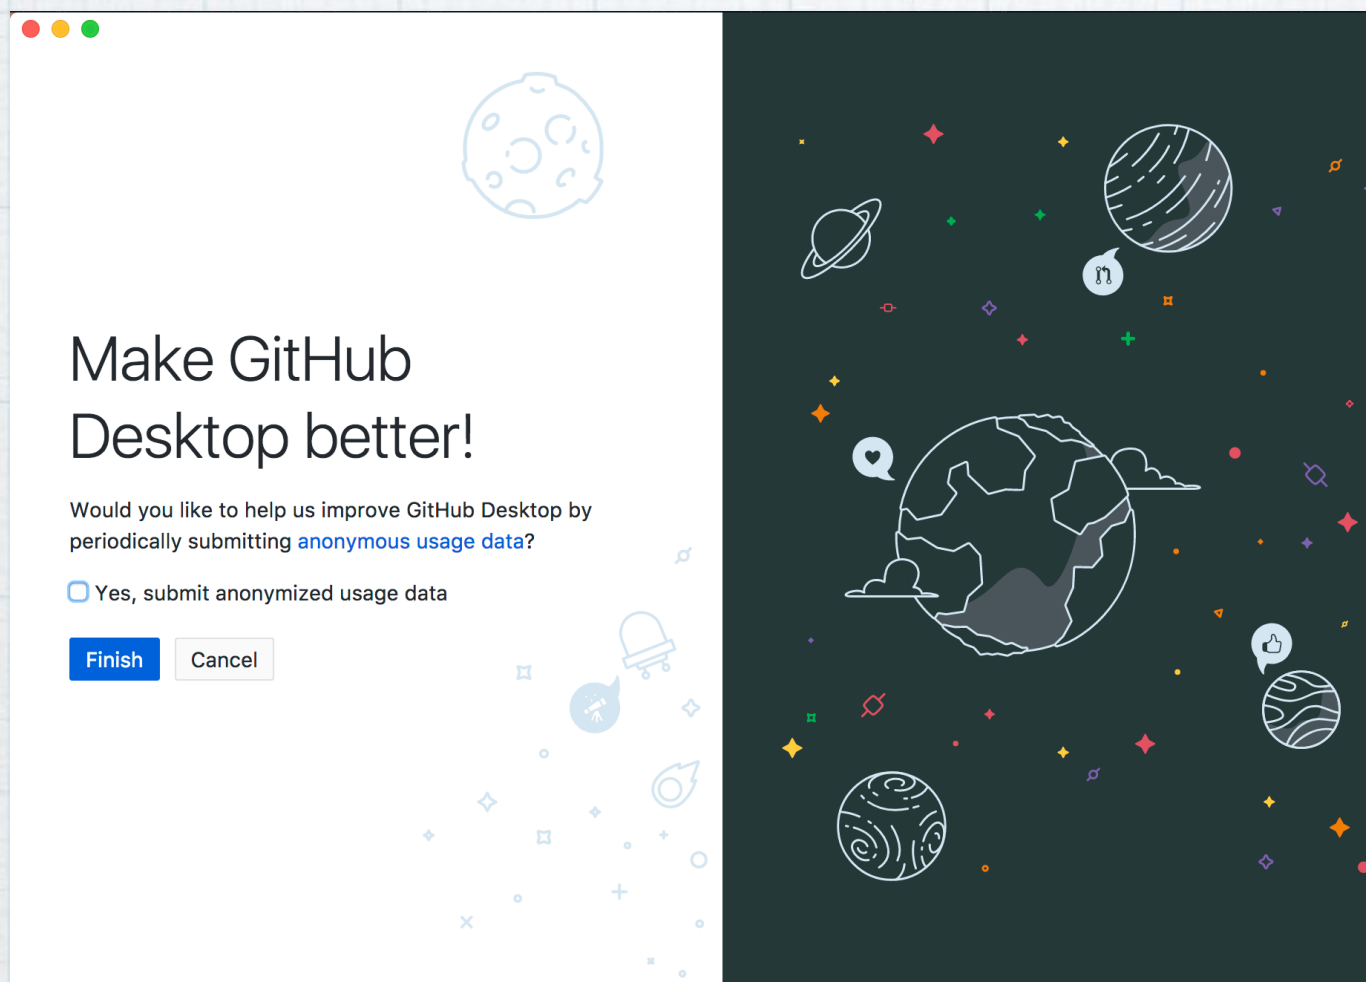 Make GitHub
Desktop better!
Would you like to help us improve GitHub Desktop by
periodically submitting anonymous usage data?
Yes, submit anonymized usage data
Finish
Cancel